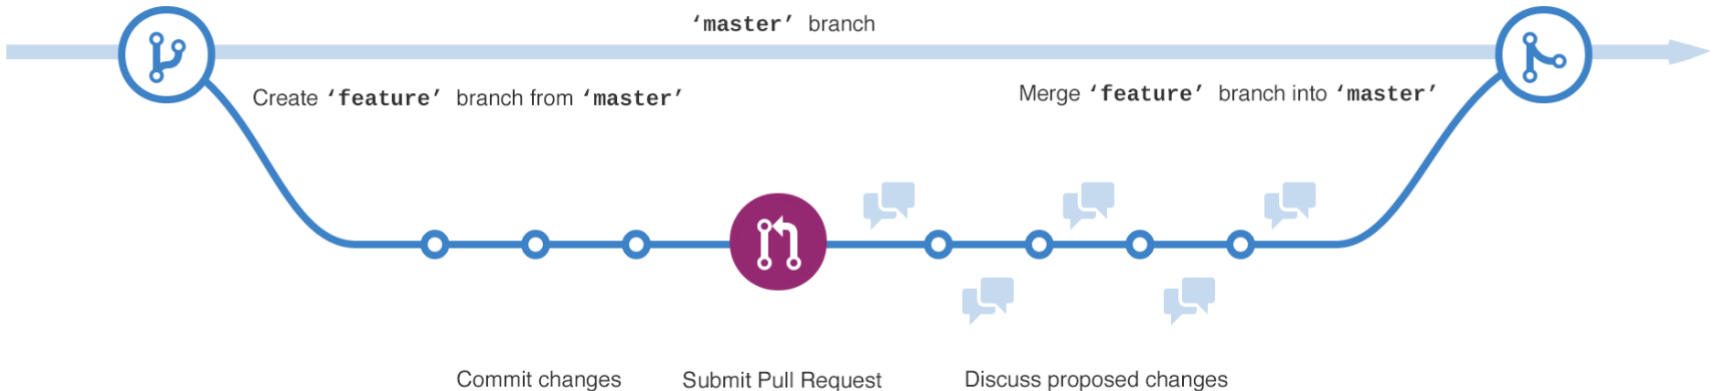 ‘master’ branch
Create ‘feature’ branch from ‘master’
Merge ‘feature’ branch into ‘master’
Commit changes
Submit Pull Request
Discuss proposed changes